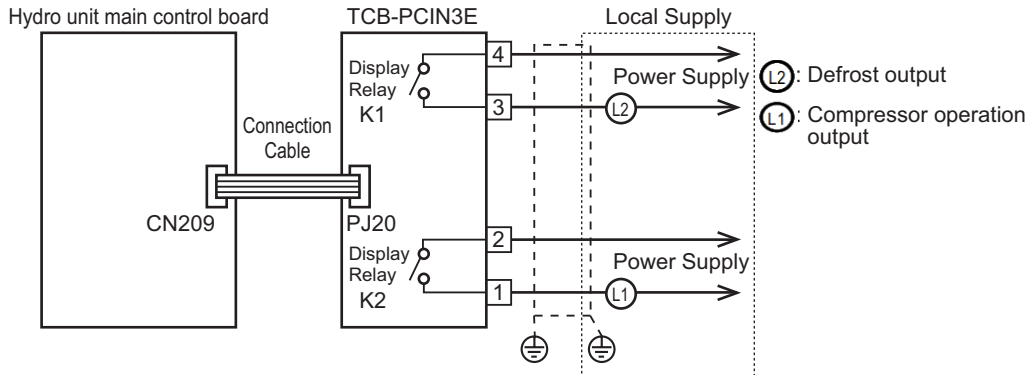 Hydro unit main control board
TCB-PCIN3E
Local Supply
4
Display
Relay
K1
Power Supply
L2
: Defrost output
3
L2
L1
: Compressor operation
output
Connection
Cable
CN209
PJ20
2
Display
Relay
K2
Power Supply
1
L1